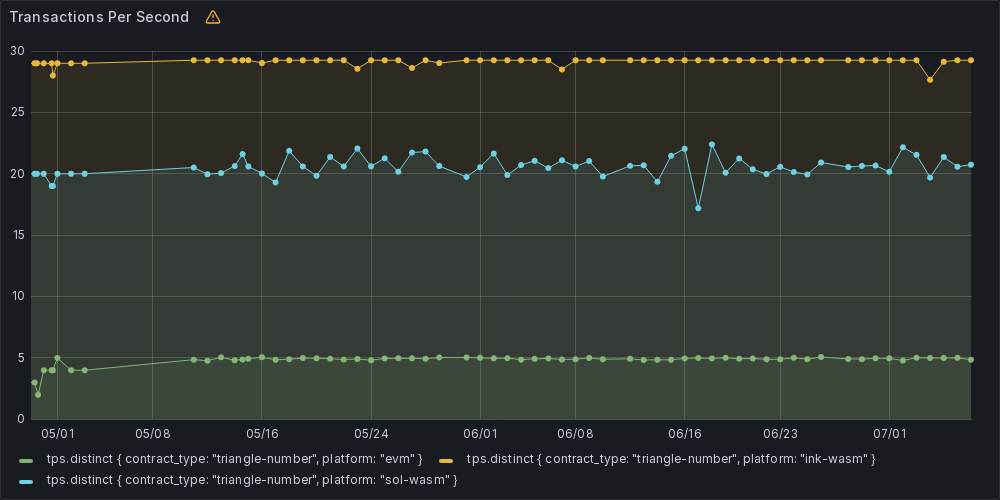 Transactions Per Second
30
25
20
15
10
5
0
05/01 05/08 05/16 05/24 06/01 06/08 06/16 06/23 07/01
tps.distinct { contract_type: "triangle-number", platform: "evm" } tps.distinct { contract_type: "triangle-number", platform: "ink-wasm" }
tps.distinct { contract_type: "triangle-number", platform: "sol-wasm" }